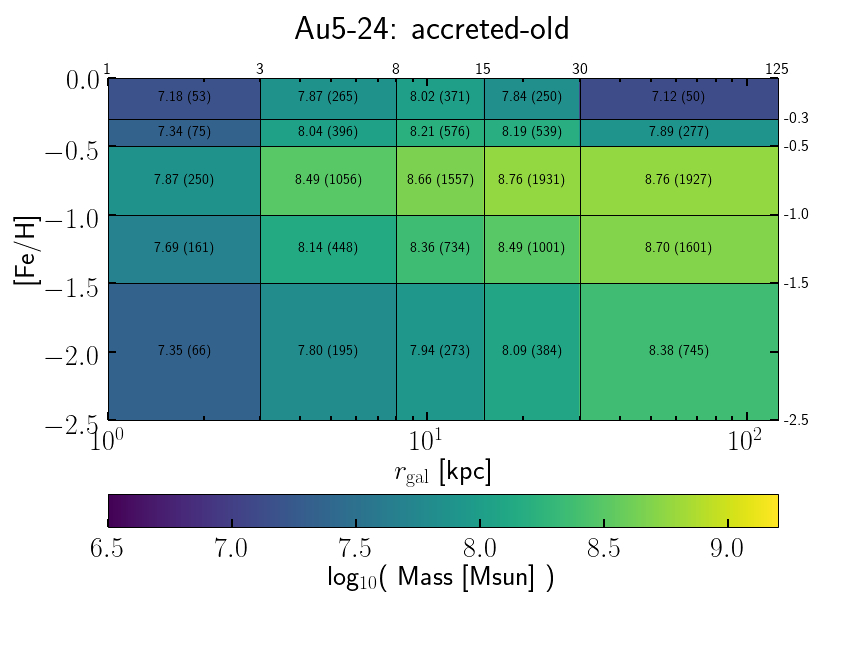 Au5-24: accreted-old
1 3 8 15 30 125
0.0 7.18 (53) 7.87 (265) 8.02 (371) 7.84 (250) 7.12 (50)
-0.3
7.34 (75) 8.04 (396) 8.21 (576) 8.19 (539) 7.89 (277)
−0.5 -0.5
7.87 (250) 8.49 (1056) 8.66 (1557) 8.76 (1931) 8.76 (1927)
−1.0 -1.0
[Fe/H]
7.69 (161) 8.14 (448) 8.36 (734) 8.49 (1001) 8.70 (1601)
−1.5 -1.5
7.35 (66) 7.80 (195) 7.94 (273) 8.09 (384) 8.38 (745)
−2.0
−2.5 -2.5
10⁰ 10¹ 10²
r_gal [kpc]
6.5 7.0 7.5 8.0 8.5 9.0
log₁₀( Mass [Msun] )